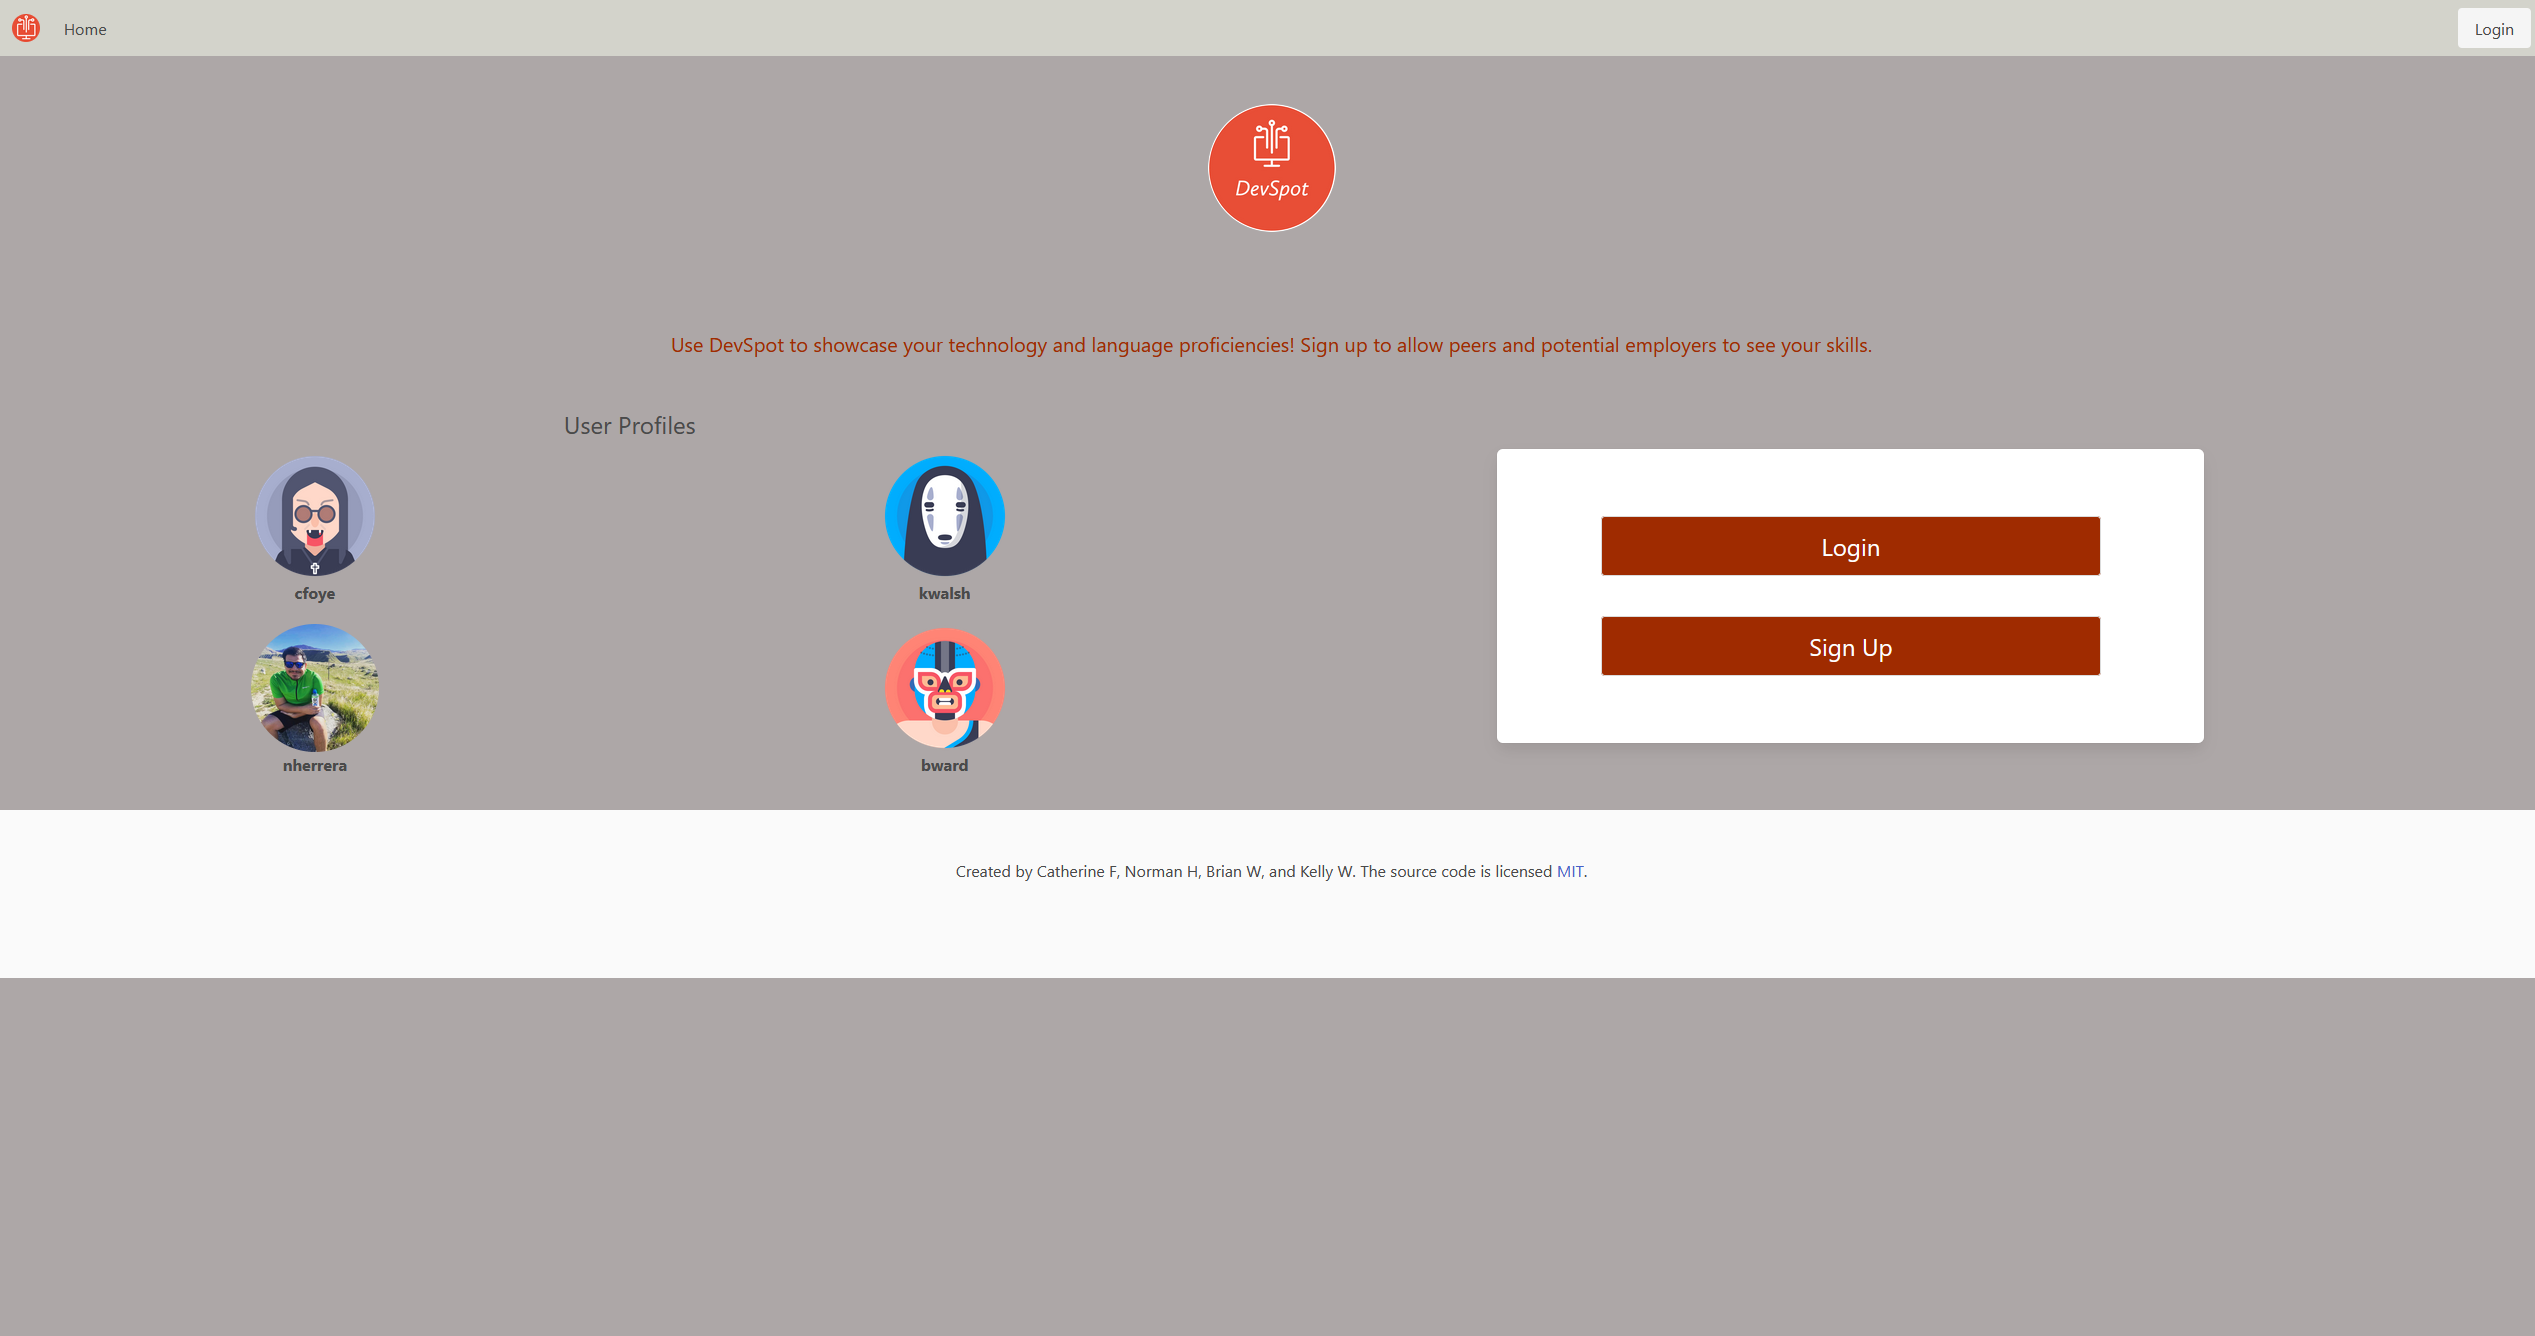 Home
Login
DevSpot
Use DevSpot to showcase your technology and language proficiencies! Sign up to allow peers and potential employers to see your skills.
User Profiles
cfoye
kwalsh
nherrera
bward
Login
Sign Up
Created by Catherine F, Norman H, Brian W, and Kelly W. The source code is licensed MIT.